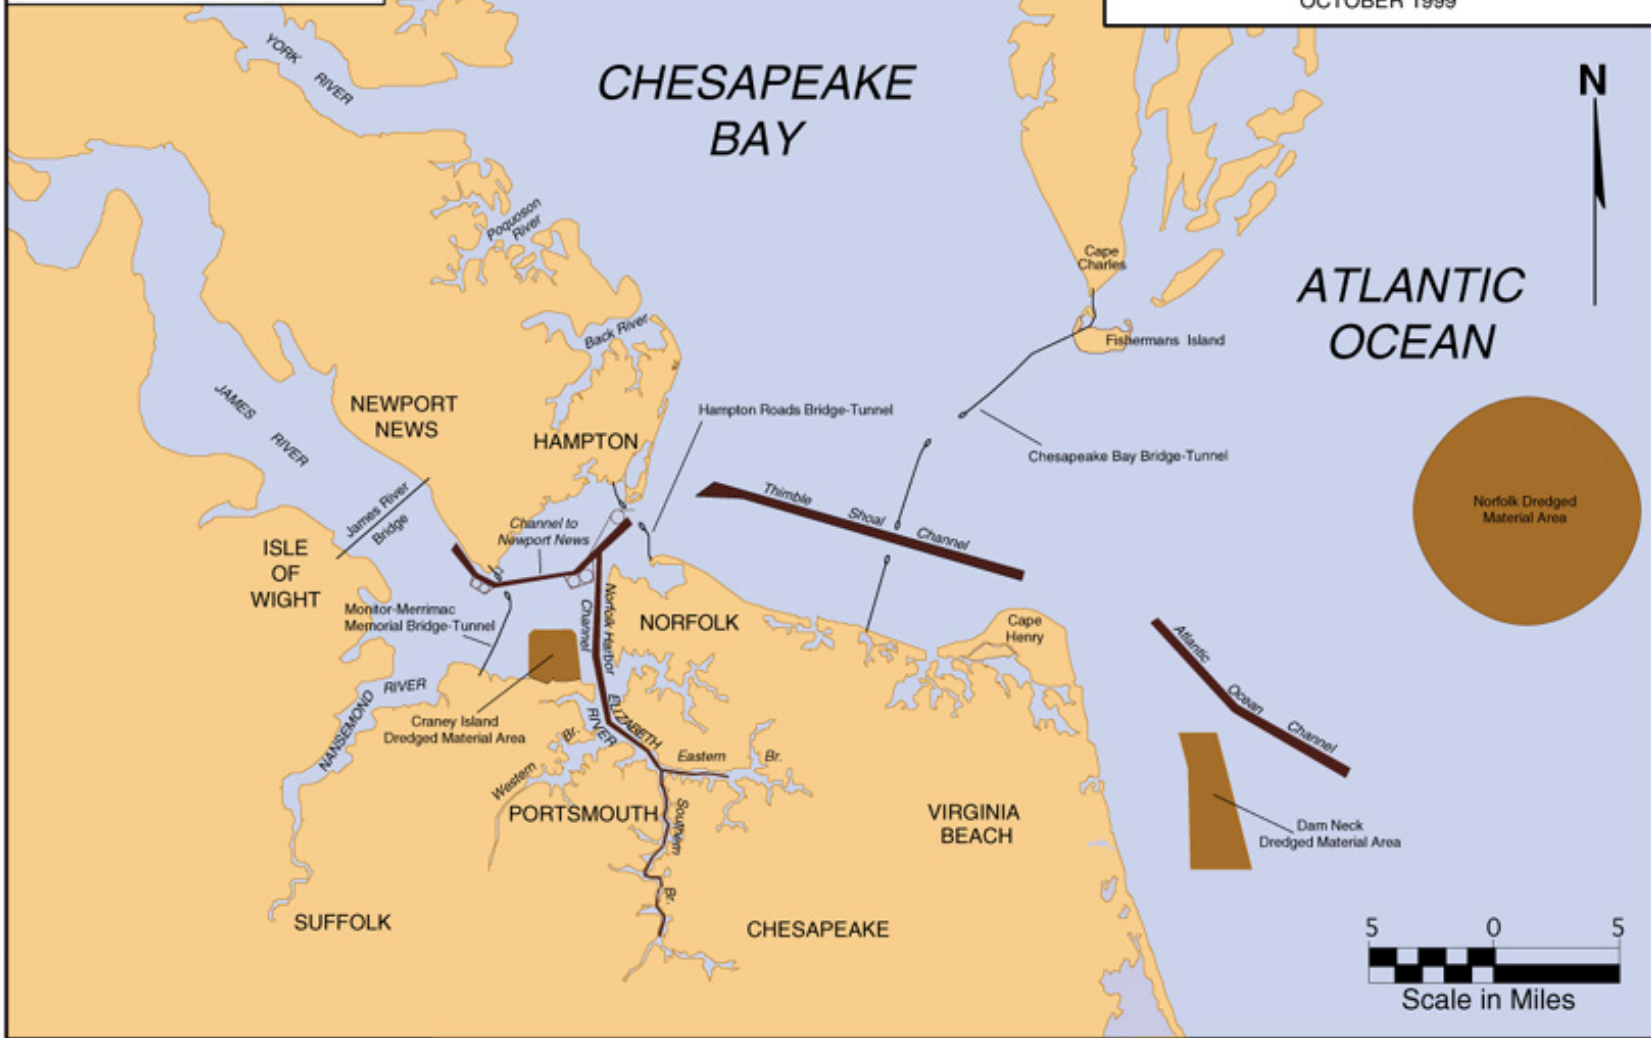 OCTOBER 1999
YORK RIVER
CHESAPEAKE
BAY
N
Poquoson
River
Cape
Charles
ATLANTIC
OCEAN
Back River
Fishermans Island
JAMES RIVER
NEWPORT
NEWS
HAMPTON
Hampton Roads Bridge-Tunnel
Chesapeake Bay Bridge-Tunnel
Norfolk Dredged
Material Area
James River
Bridge
Thimble Shoal Channel
Channel to
Newport News
ISLE
OF
WIGHT
Monitor-Merrimac
Memorial Bridge-Tunnel
Norfolk Harbor
Channel
NORFOLK
Cape
Henry
Atlantic Ocean Channel
NANSEMOND RIVER
Craney Island
Dredged Material Area
ELIZABETH
RIVER
Western Br.
Eastern Br.
PORTSMOUTH
Southern Br.
VIRGINIA
BEACH
Dam Neck
Dredged Material Area
SUFFOLK
CHESAPEAKE
5 0 5
Scale in Miles